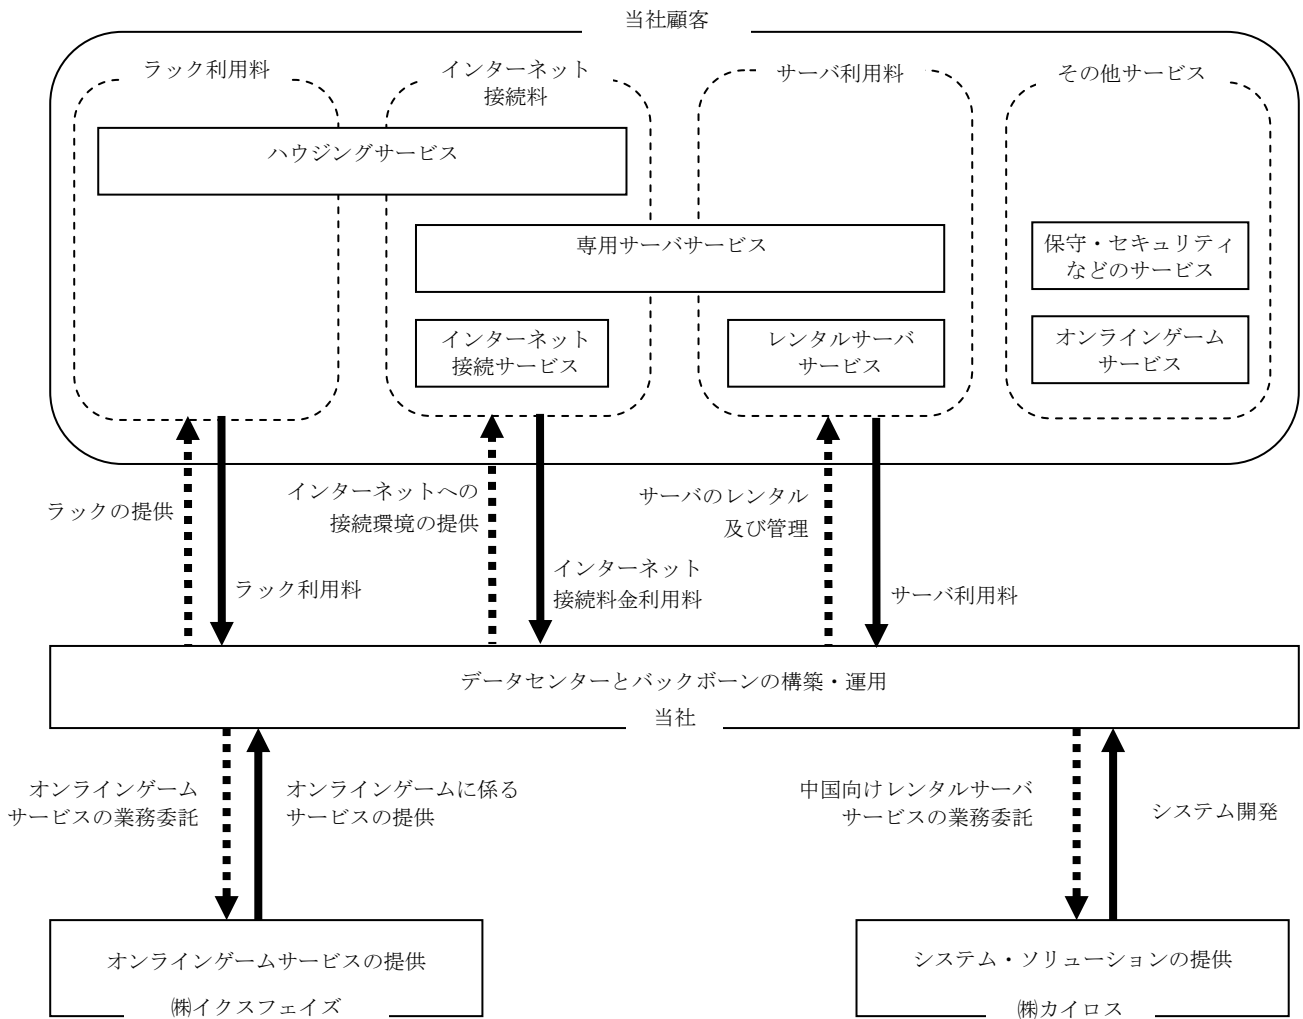 当社顧客
ラック利用料
インターネット
接続料
サーバ利用料
その他サービス
ハウジングサービス
専用サーバサービス
保守・セキュリティ
などのサービス
インターネット
接続サービス
レンタルサーバ
サービス
オンラインゲーム
サービス
ラックの提供
ラック利用料
インターネットへの
接続環境の提供
インターネット
接続料金利用料
サーバのレンタル
及び管理
サーバ利用料
データセンターとバックボーンの構築・運用
当社
オンラインゲーム
サービスの業務委託
オンラインゲームに係る
サービスの提供
中国向けレンタルサーバ
サービスの業務委託
システム開発
オンラインゲームサービスの提供
㈱イクスフェイズ
システム・ソリューションの提供
㈱カイロス